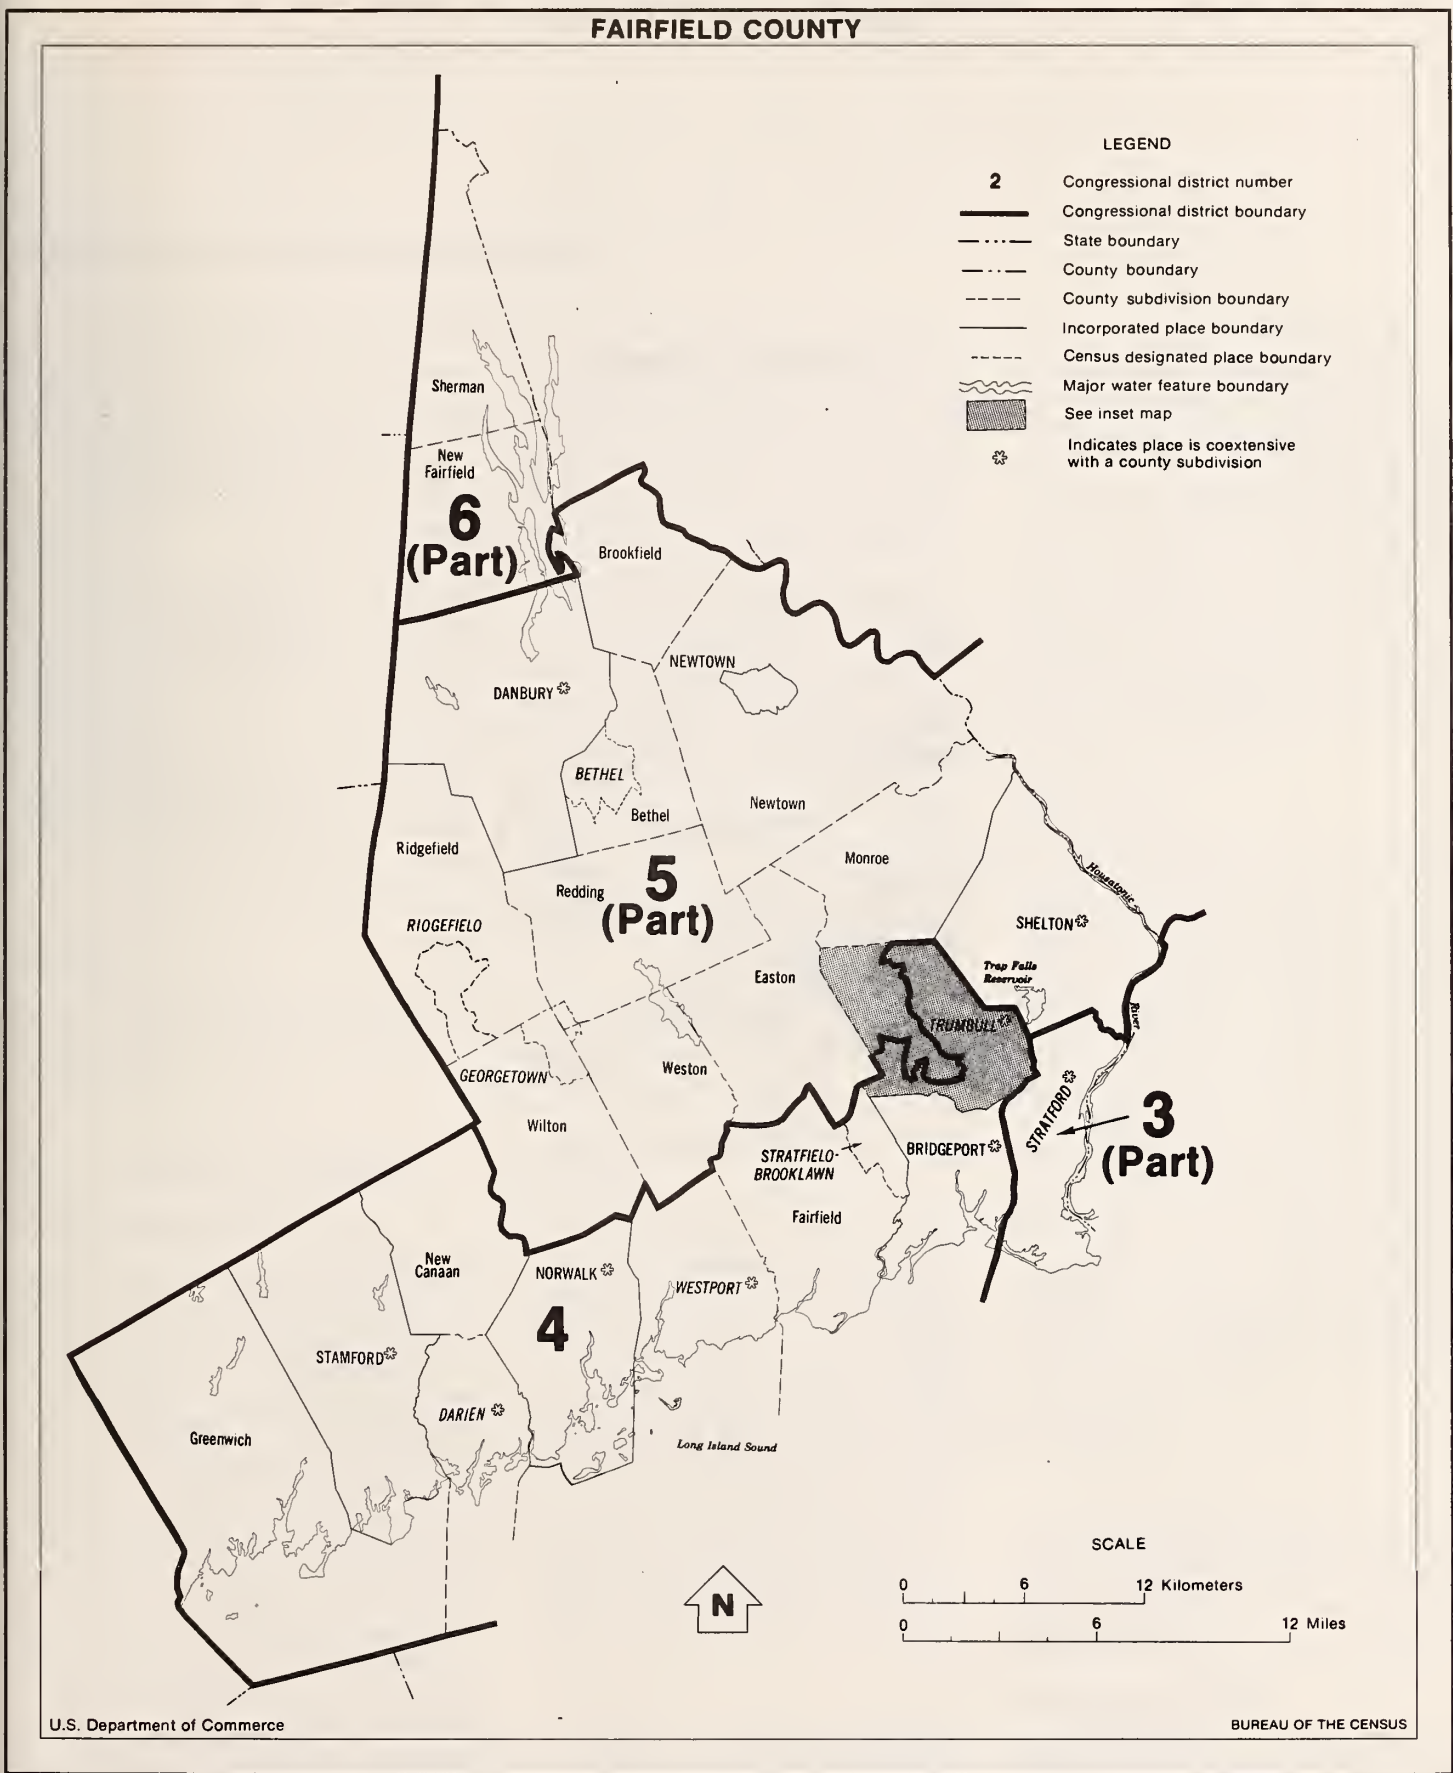 FAIRFIELD COUNTY
LEGEND
2 Congressional district number
Congressional district boundary
State boundary
County boundary
County subdivision boundary
Incorporated place boundary
Census designated place boundary
Major water feature boundary
See inset map
Indicates place is coextensive
with a county subdivision
Sherman
New
Fairfield
6
(Part)
Brookfield
NEWTOWN
DANBURY
BETHEL
Bethel
Newtown
Ridgefield
Monroe
Redding
5
(Part)
Housatonic
RIOGEFIELO
SHELTON
Easton
Trap Falls
Reservoir
River
TRUMBULL
GEORGETOWN
Weston
STRATFORD
3
(Part)
Wilton
STRATFIELO-
BROOKLAWN
BRIDGEPORT
Fairfield
New
Canaan
NORWALK
WESTPORT
4
STAMFORD
DARIEN
Greenwich
Long Island Sound
SCALE
0 6 12 Kilometers
0 6 12 Miles
N
U.S. Department of Commerce
BUREAU OF THE CENSUS